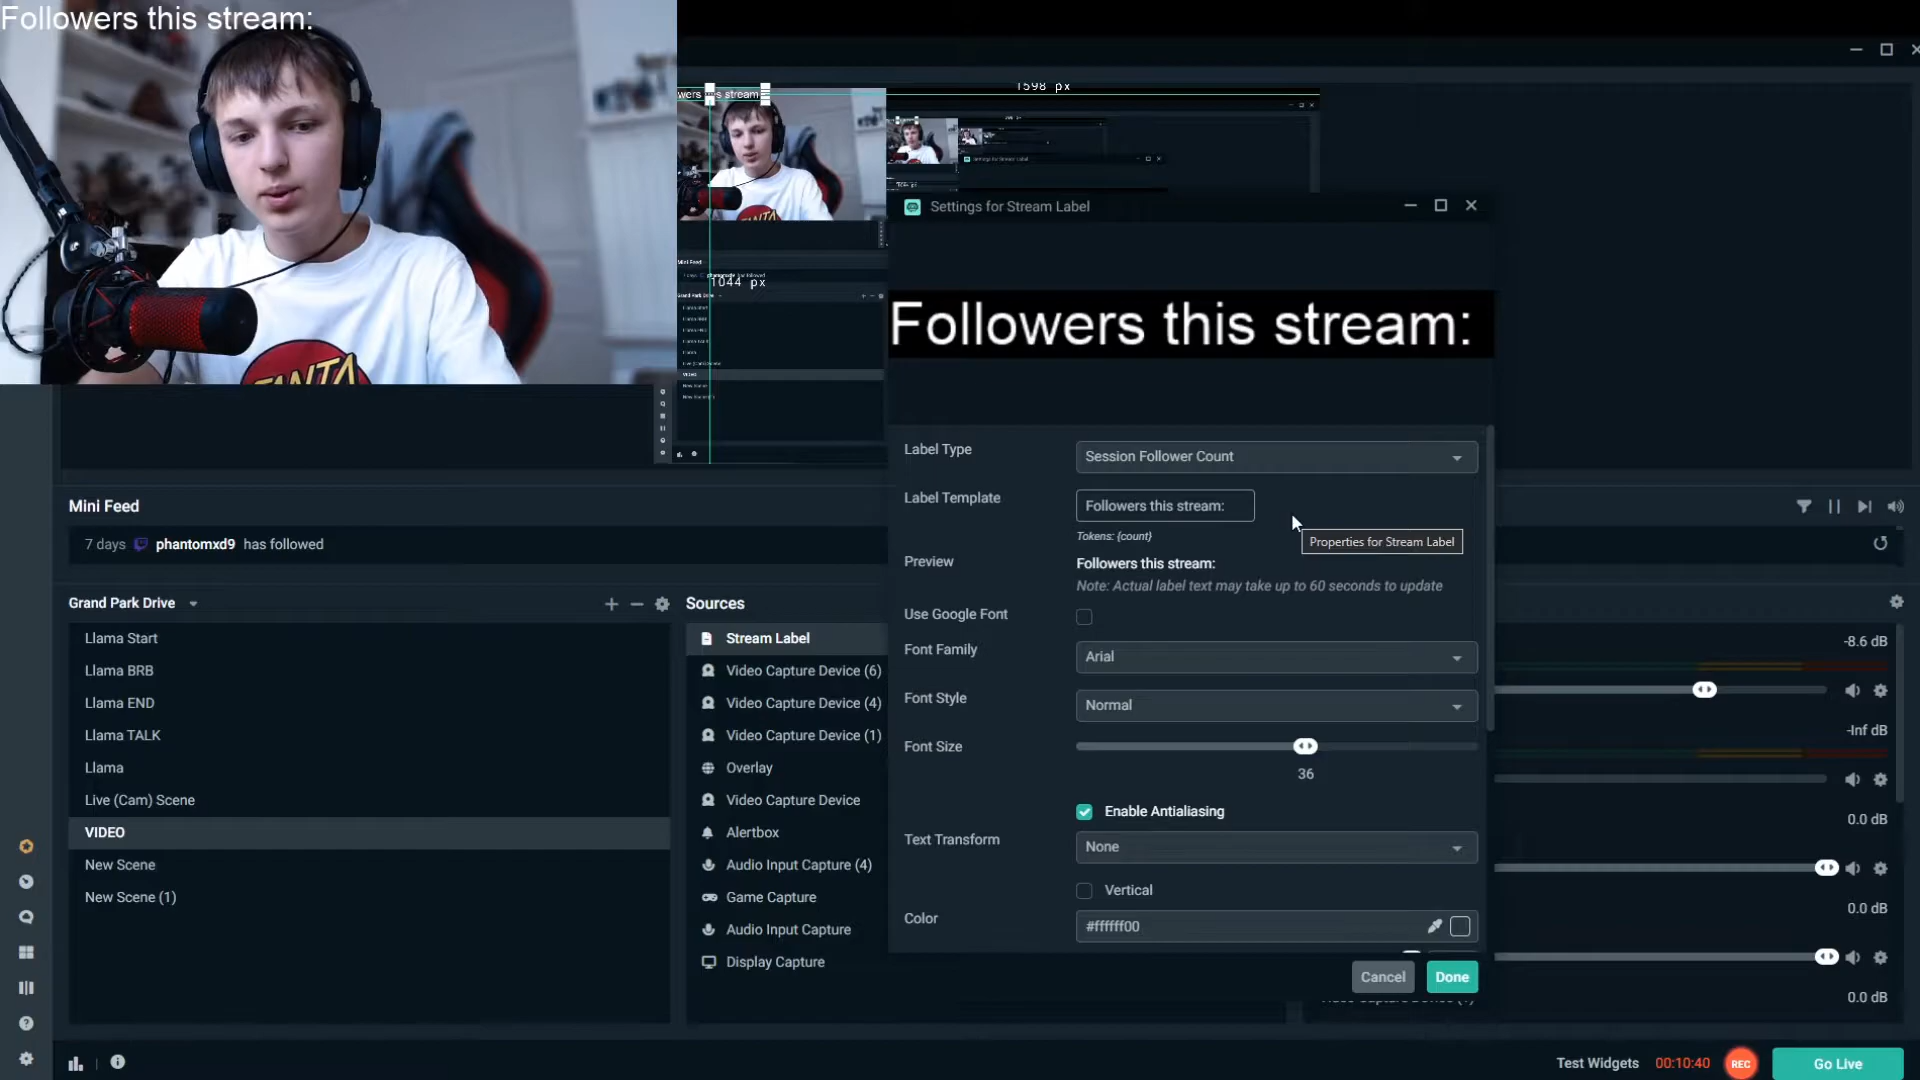 Followers this stream:
1598 px
1044 px
Settings for Stream Label
Followers this stream:
Label Type
Session Follower Count
Label Template
Followers this stream:
Tokens: {count}
Properties for Stream Label
Preview
Followers this stream:
Note: Actual label text may take up to 60 seconds to update
Use Google Font
Font Family
Arial
Font Style
Normal
Font Size
36
Enable Antialiasing
Text Transform
None
Vertical
Color
#ffffff00
Cancel
Done
Mini Feed
7 days phantomxd9 has followed
Grand Park Drive
Llama Start
Llama BRB
Llama END
Llama TALK
Llama
Live (Cam) Scene
VIDEO
New Scene
New Scene (1)
Sources
Stream Label
Video Capture Device (6)
Video Capture Device (4)
Video Capture Device (1)
Overlay
Video Capture Device
Alertbox
Audio Input Capture (4)
Game Capture
Audio Input Capture
Display Capture
-8.6 dB
-Inf dB
0.0 dB
0.0 dB
0.0 dB
Test Widgets
00:10:40
REC
Go Live